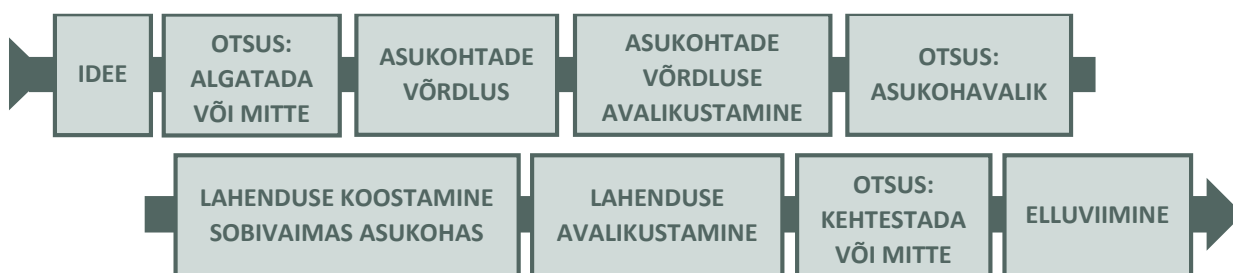 IDEE
OTSUS:
ALGATADA
VÕI MITTE
ASUKOHTADE
VÕRDLUS
ASUKOHTADE
VÕRDLUSE
AVALIKUSTAMINE
OTSUS:
ASUKOHAVALIK
LAHENDUSE KOOSTAMINE
SOBIVAIMAS ASUKOHAS
LAHENDUSE
AVALIKUSTAMINE
OTSUS:
KEHTESTADA
VÕI MITTE
ELLUVIIMINE